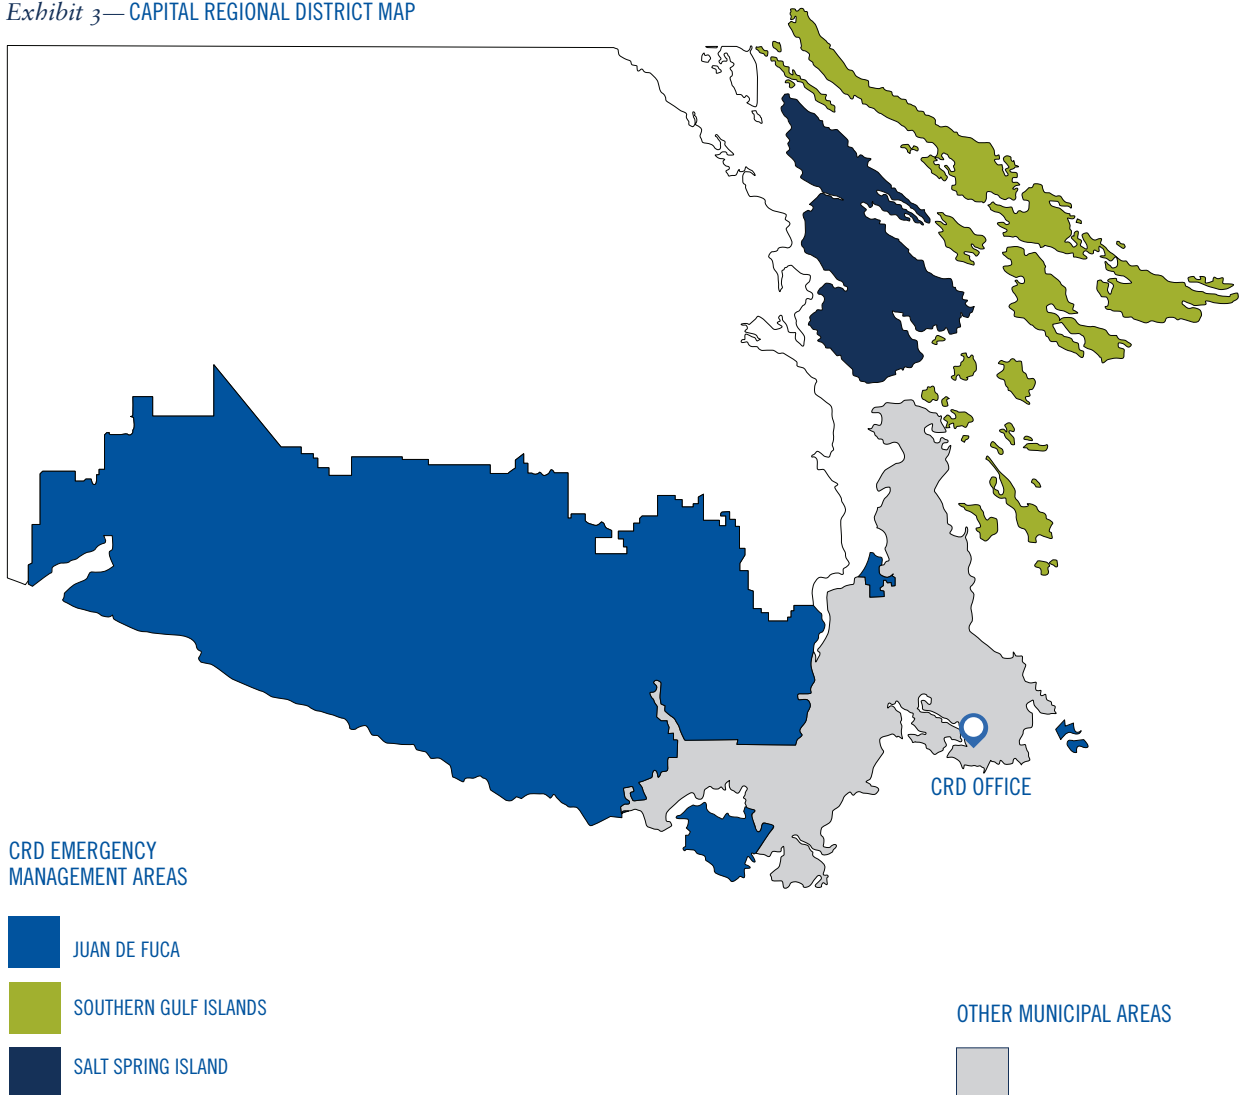 Exhibit 3— CAPITAL REGIONAL DISTRICT MAP
CRD OFFICE
CRD EMERGENCY
MANAGEMENT AREAS
JUAN DE FUCA
SOUTHERN GULF ISLANDS
SALT SPRING ISLAND
OTHER MUNICIPAL AREAS